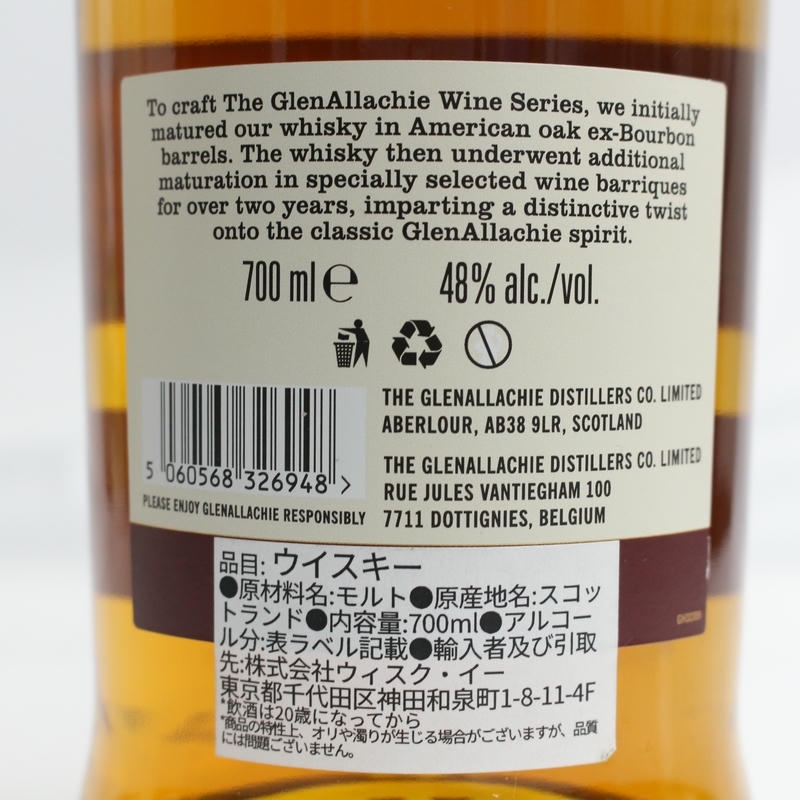 To craft The GlenAllachie Wine Series, we initially
matured our whisky in American oak ex-Bourbon
barrels. The whisky then underwent additional
maturation in specially selected wine barriques
for over two years, imparting a distinctive twist
onto the classic GlenAllachie spirit.
700 ml ℮ 48% alc./vol.
THE GLENALLACHIE DISTILLERS CO. LIMITED
ABERLOUR, AB38 9LR, SCOTLAND
THE GLENALLACHIE DISTILLERS CO. LIMITED
RUE JULES VANTIEGHAM 100
7711 DOTTIGNIES, BELGIUM
5 060568 326948 >
PLEASE ENJOY GLENALLACHIE RESPONSIBLY
品目: ウイスキー
●原材料名:モルト●原産地名:スコッ
トランド●内容量:700ml●アルコー
ル分:表ラベル記載●輸入者及び引取
先:株式会社ウィスク・イー
東京都千代田区神田和泉町1-8-11-4F
*飲酒は20歳になってから
*商品の特性上、オリや濁りが生じる場合がございますが、品質
には問題ございません。